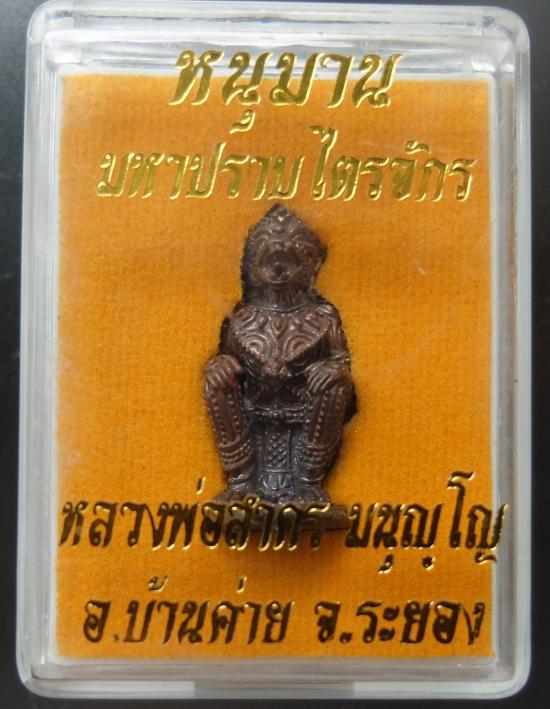 หนุมาน
มหาปราบไตรจักร
หลวงพ่อสาคร มนุญฺโญ
อ.บ้านค่าย จ.ระยอง